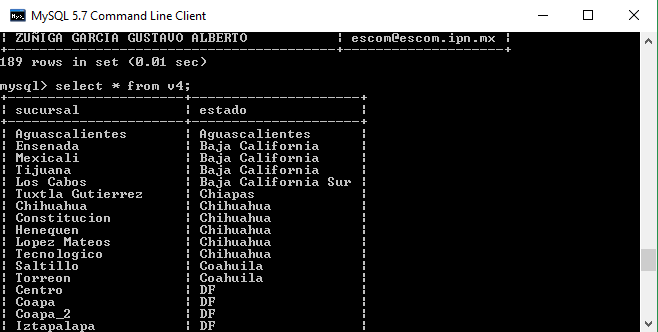 MySQL 5.7 Command Line Client
| ZUÑIGA GARCIA GUSTAVO ALBERTO | escom@escom.ipn.mx |
189 rows in set (0.01 sec)
mysql> select * from v4;
| sucursal | estado |
| Aguascalientes | Aguascalientes |
| Ensenada | Baja California |
| Mexicali | Baja California |
| Tijuana | Baja California |
| Los Cabos | Baja California Sur |
| Tuxtla Gutierrez | Chiapas |
| Chihuahua | Chihuahua |
| Constitucion | Chihuahua |
| Henequen | Chihuahua |
| Lopez Mateos | Chihuahua |
| Tecnologico | Chihuahua |
| Saltillo | Coahuila |
| Torreon | Coahuila |
| Centro | DF |
| Coapa | DF |
| Coapa_2 | DF |
| Iztapalapa | DF |